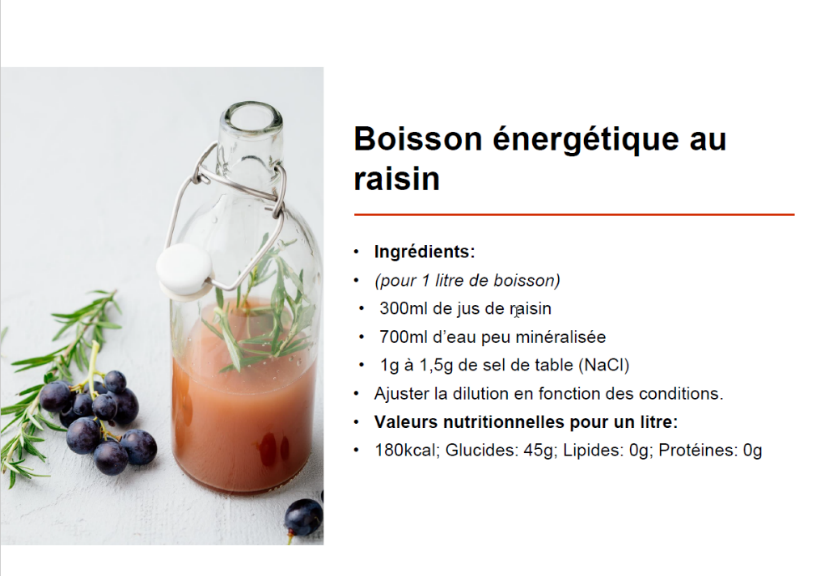 Boisson énergétique au
raisin
• Ingrédients:
• (pour 1 litre de boisson)
• 300ml de jus de raisin
• 700ml d'eau peu minéralisée
• 1g à 1,5g de sel de table (NaCl)
• Ajuster la dilution en fonction des conditions.
• Valeurs nutritionnelles pour un litre:
• 180kcal; Glucides: 45g; Lipides: 0g; Protéines: 0g